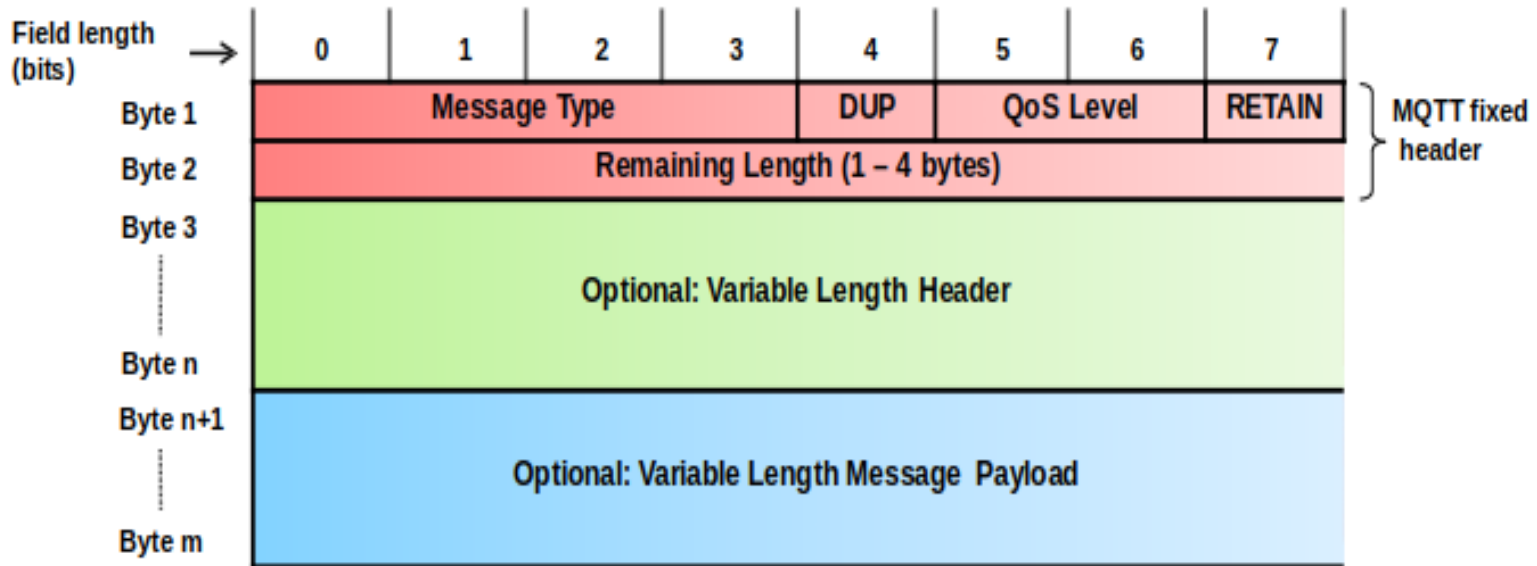 Field length
(bits)
0 1 2 3 4 5 6 7
Byte 1
Message Type DUP QoS Level RETAIN
MQTT fixed
header
Byte 2
Remaining Length (1 – 4 bytes)
Byte 3
Optional: Variable Length Header
Byte n
Byte n+1
Optional: Variable Length Message Payload
Byte m